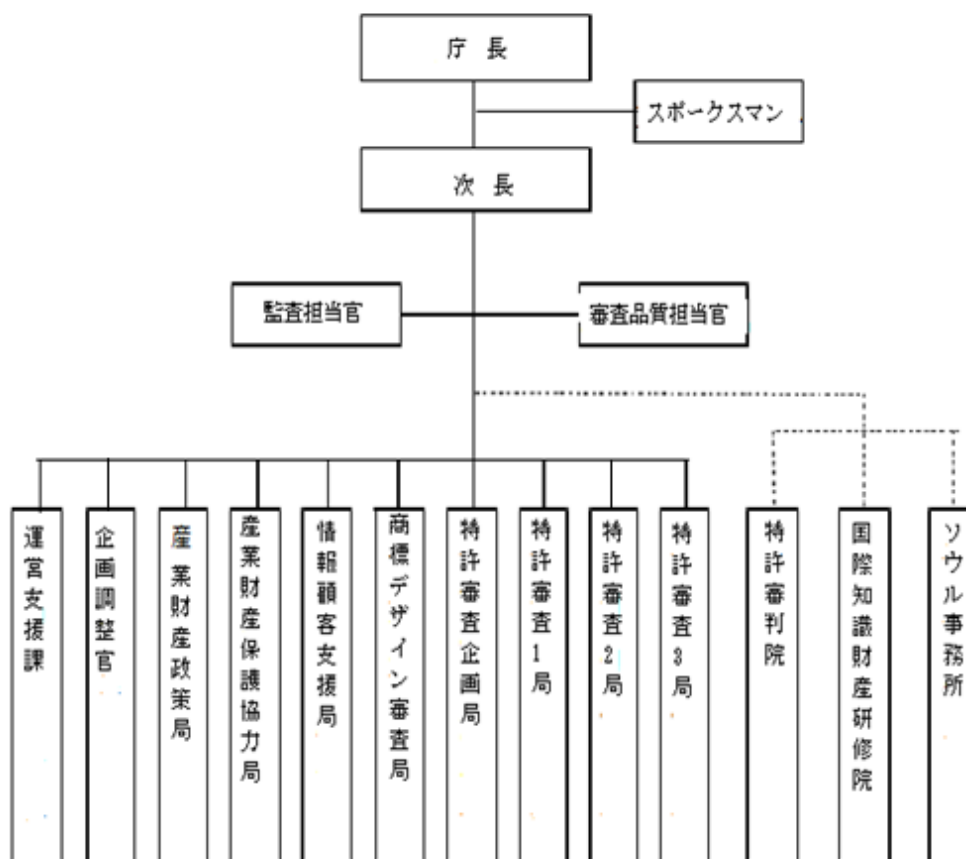 庁 長
スポークスマン
次 長
監査担当官
審査品質担当官
運営支援課
企画調整官
産業財産政策局
産業財産保護協力局
情報顧客支援局
商標デザイン審査局
特許審査企画局
特許審査1局
特許審査2局
特許審査3局
特許審判院
国際知識財産研修院
ソウル事務所